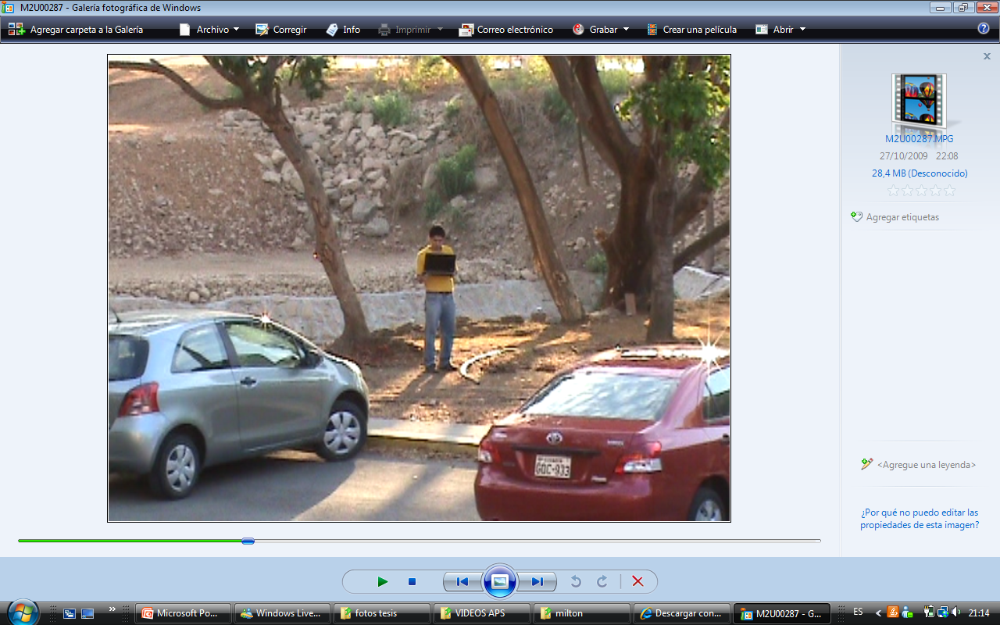 M2U00287 - Galería fotográfica de Windows
Agregar carpeta a la Galería Archivo Corregir Info Imprimir Correo electrónico Grabar Crear una película Abrir
M2U00287.MPG
27/10/2009 22:08
28,4 MB (Desconocido)
Agregar etiquetas
GOC-933
<Agregue una leyenda>
¿Por qué no puedo editar las
propiedades de esta imagen?
Microsoft Po... Windows Live... fotos tesis VIDEOS APS milton Descargar con... M2U00287 - G... ES 21:14